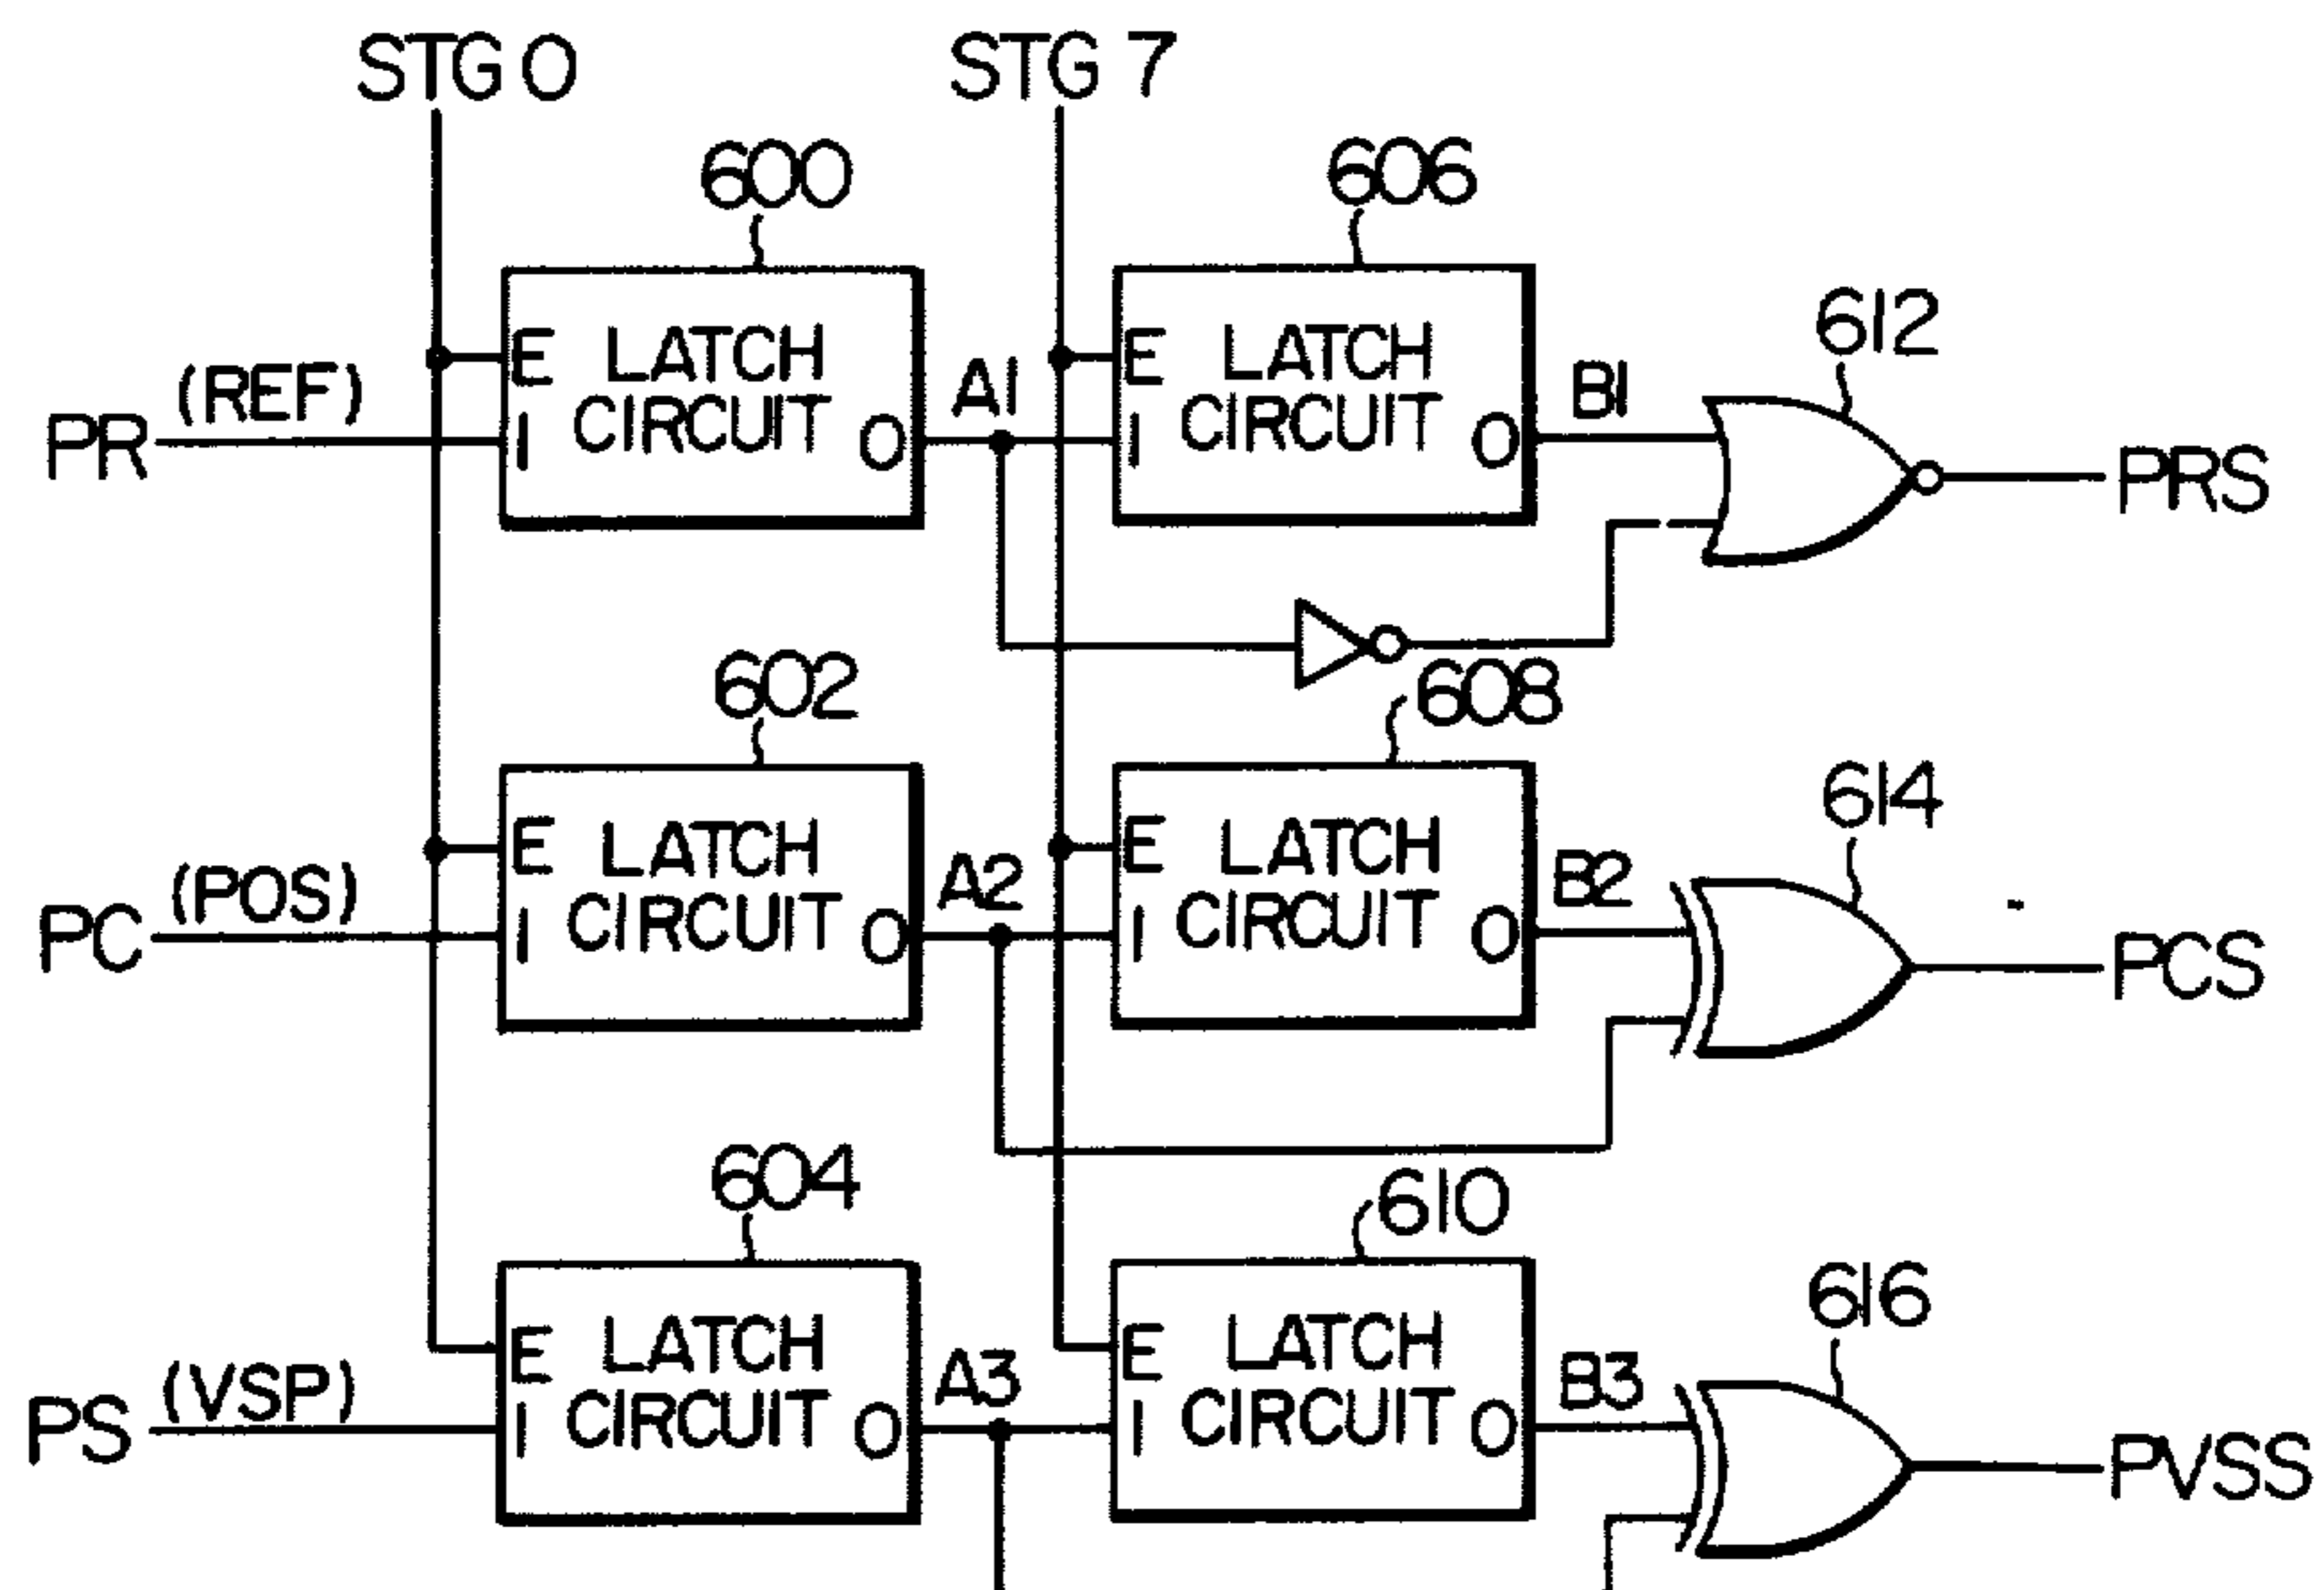 STG 0
STG 7
600
606
612
PR (REF)
E LATCH CIRCUIT
I
O
A1
E LATCH CIRCUIT
I
O
B1
PRS
602
608
614
PC (POS)
E LATCH CIRCUIT
I
O
A2
E LATCH CIRCUIT
I
O
B2
PCS
604
610
616
PS (VSP)
E LATCH CIRCUIT
I
O
A3
E LATCH CIRCUIT
I
O
B3
PVSS